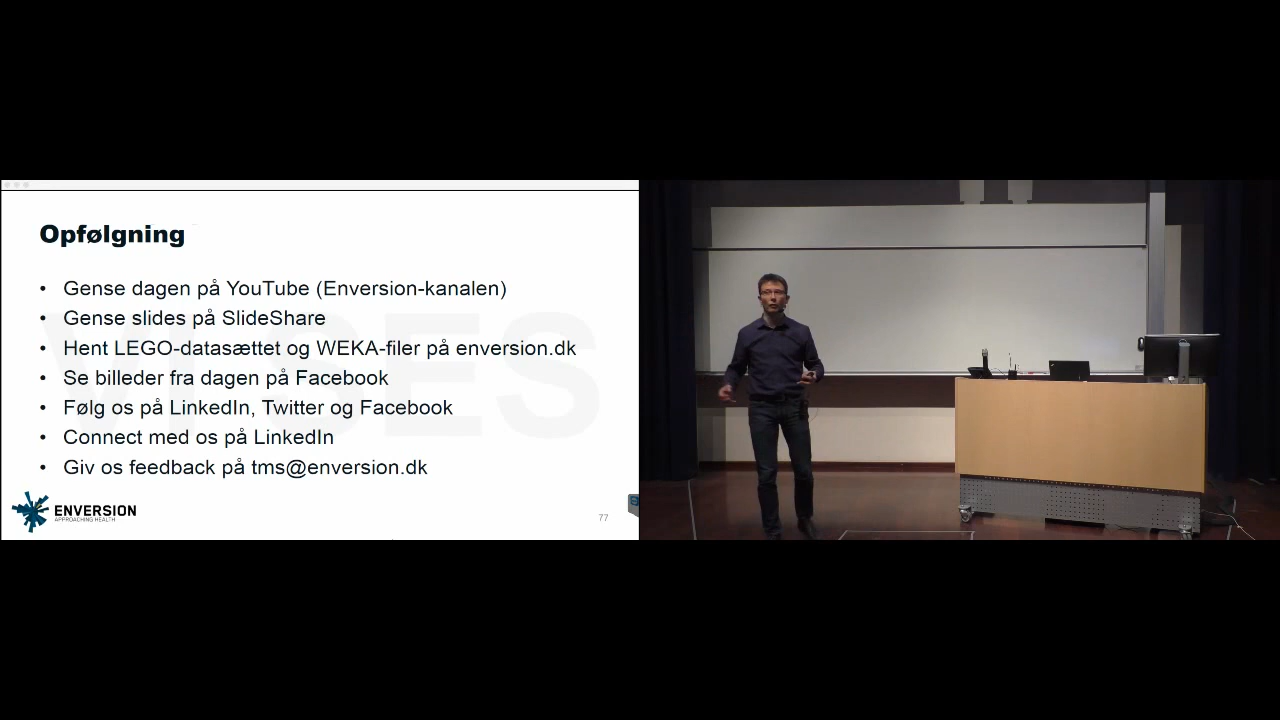 Opfølgning
• Gense dagen på YouTube (Enversion-kanalen)
• Gense slides på SlideShare
• Hent LEGO-datasættet og WEKA-filer på enversion.dk
• Se billeder fra dagen på Facebook
• Følg os på LinkedIn, Twitter og Facebook
• Connect med os på LinkedIn
• Giv os feedback på tms@enversion.dk
ENVERSION
APPROACHING HEALTH
77